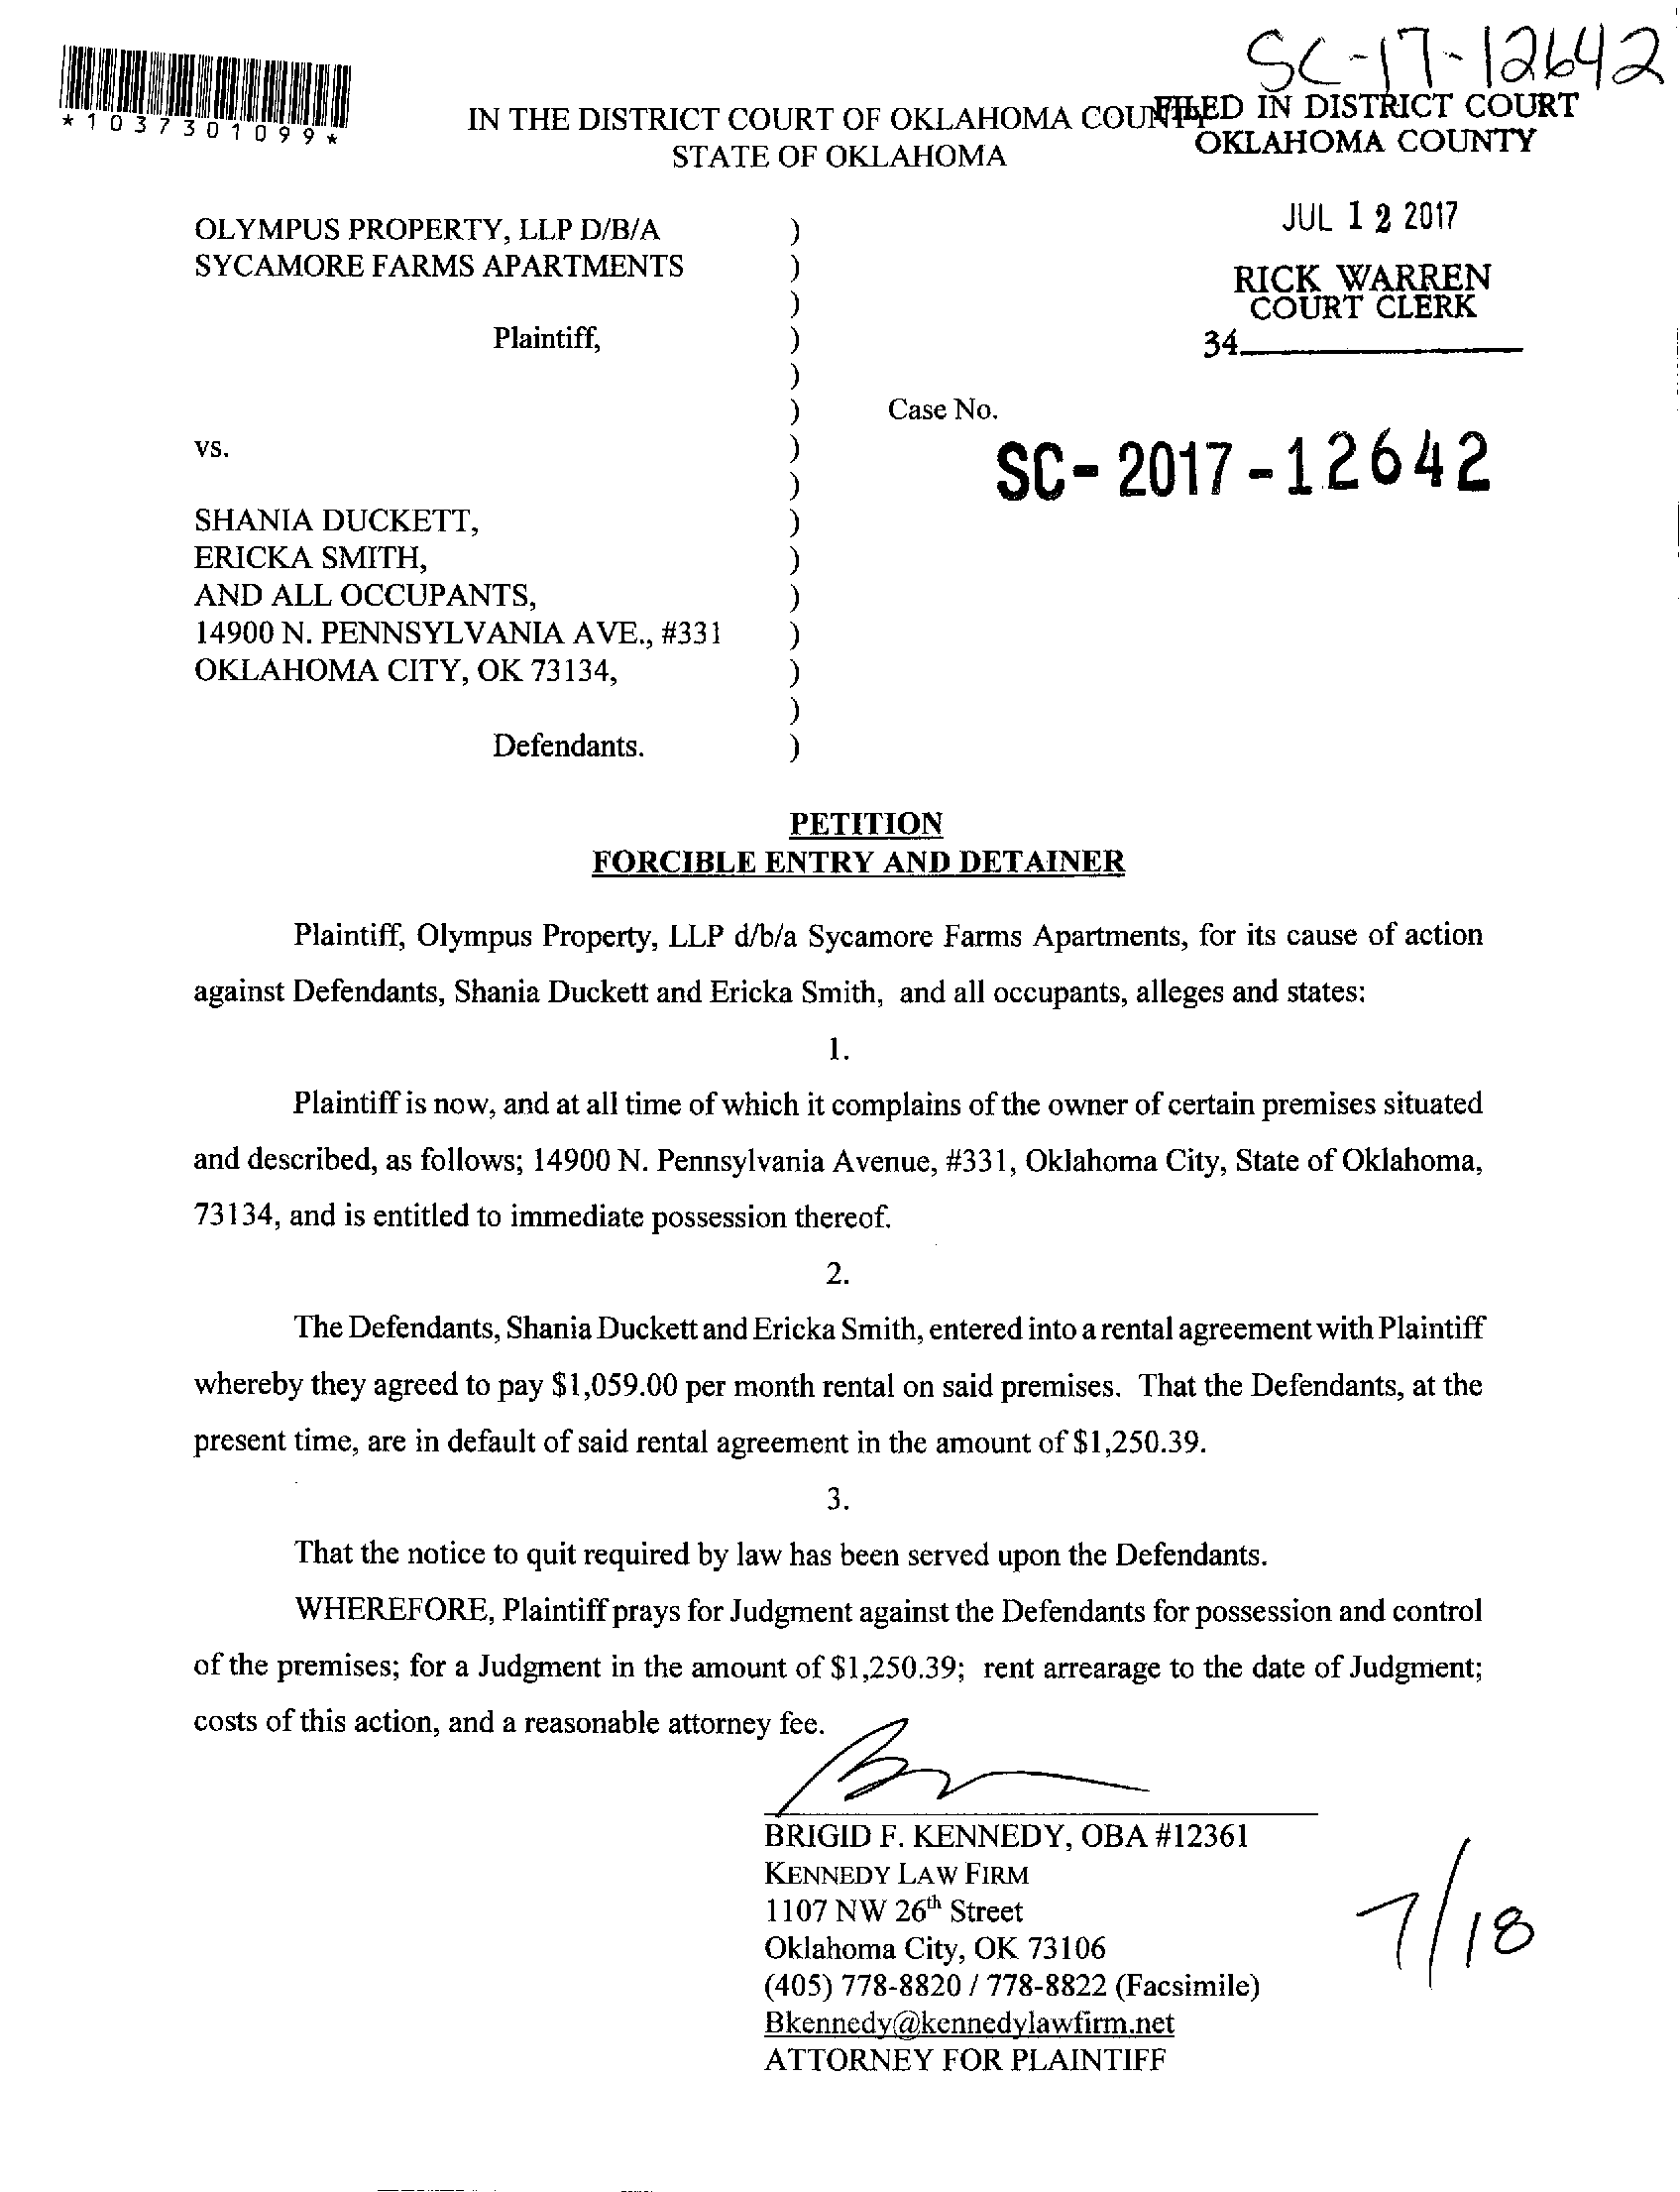 SC-17-12642
*1037301099*
IN THE DISTRICT COURT OF OKLAHOMA COUNTY
STATE OF OKLAHOMA
FILED IN DISTRICT COURT
OKLAHOMA COUNTY
JUL 12 2017
RICK WARREN
COURT CLERK
34
OLYMPUS PROPERTY, LLP D/B/A )
SYCAMORE FARMS APARTMENTS )
)
Plaintiff, )
)
) Case No.
vs. )
) SC- 2017 -12642
SHANIA DUCKETT, )
ERICKA SMITH, )
AND ALL OCCUPANTS, )
14900 N. PENNSYLVANIA AVE., #331 )
OKLAHOMA CITY, OK 73134, )
)
Defendants. )
PETITION
FORCIBLE ENTRY AND DETAINER
Plaintiff, Olympus Property, LLP d/b/a Sycamore Farms Apartments, for its cause of action
against Defendants, Shania Duckett and Ericka Smith, and all occupants, alleges and states:
1.
Plaintiff is now, and at all time of which it complains of the owner of certain premises situated
and described, as follows; 14900 N. Pennsylvania Avenue, #331, Oklahoma City, State of Oklahoma,
73134, and is entitled to immediate possession thereof.
2.
The Defendants, Shania Duckett and Ericka Smith, entered into a rental agreement with Plaintiff
whereby they agreed to pay $1,059.00 per month rental on said premises. That the Defendants, at the
present time, are in default of said rental agreement in the amount of $1,250.39.
3.
That the notice to quit required by law has been served upon the Defendants.
WHEREFORE, Plaintiff prays for Judgment against the Defendants for possession and control
of the premises; for a Judgment in the amount of $1,250.39; rent arrearage to the date of Judgment;
costs of this action, and a reasonable attorney fee.
BRIGID F. KENNEDY, OBA #12361
KENNEDY LAW FIRM
1107 NW 26th Street
Oklahoma City, OK 73106
(405) 778-8820 / 778-8822 (Facsimile)
Bkennedy@kennedylawfirm.net
ATTORNEY FOR PLAINTIFF
7/18